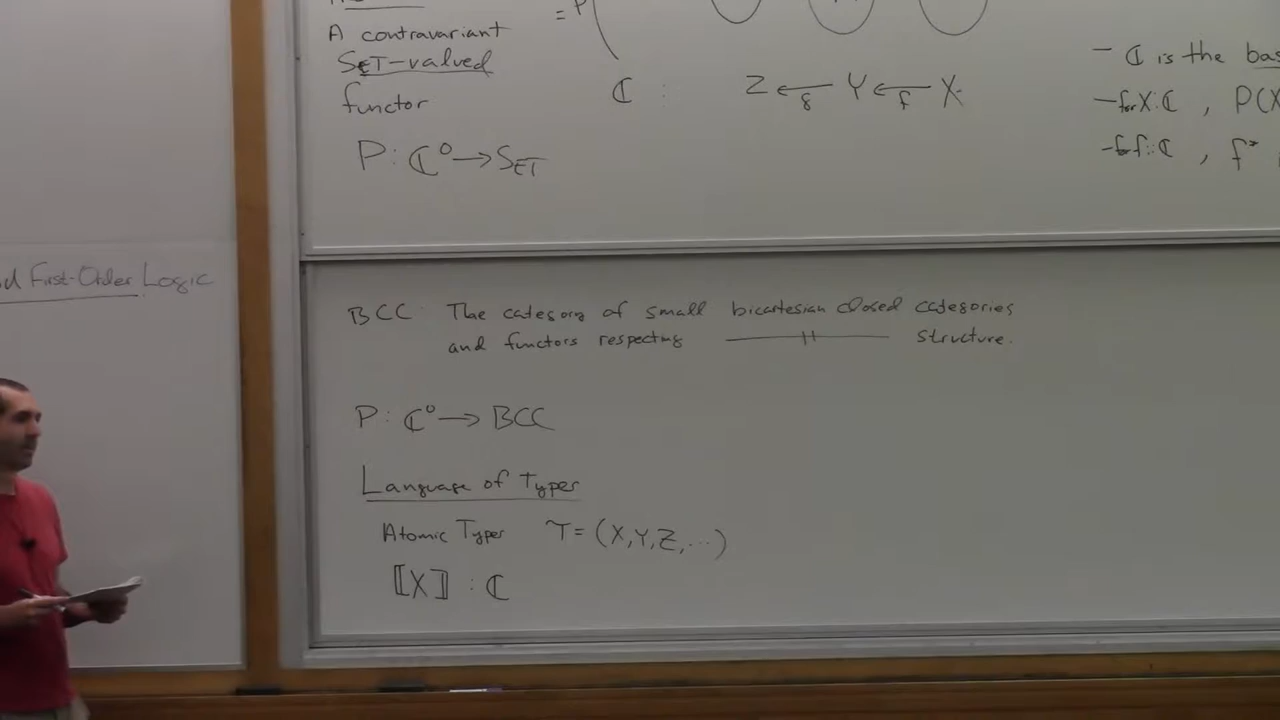 A contravariant
SET-valued
functor
P : ℂ° → SET
= P
ℂ : Z ←g Y ←f X
– ℂ is the bas
– for X:ℂ , P(X
– for f::ℂ , f*
nd First-Order Logic
BCC The category of small bicartesian closed categories
and functors respecting —||— structure.
P : ℂ° → BCC
Language of Types
Atomic Types T = (X,Y,Z,...)
⟦X⟧ : ℂ